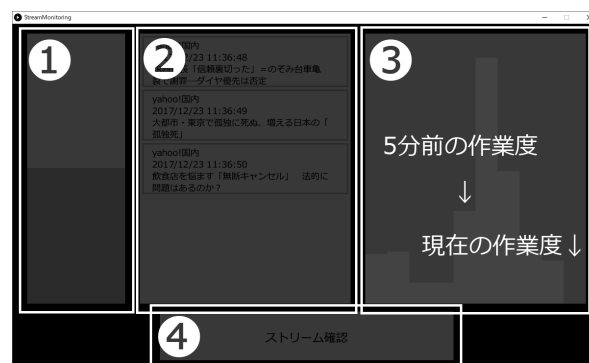 StreamMonitoring
1
2
3
国内
/23 11:36:48
「信頼裏切った」＝のぞみ台車亀
謝罪―ダイヤ優先は否定
yahoo!国内
2017/12/23 11:36:49
大都市・東京で孤独に死ぬ、増える日本の「
孤独死」
yahoo!国内
2017/12/23 11:36:50
飲食店を悩ます「無断キャンセル」 法的に
問題はあるのか？
5分前の作業度
↓
現在の作業度↓
4
ストリーム確認